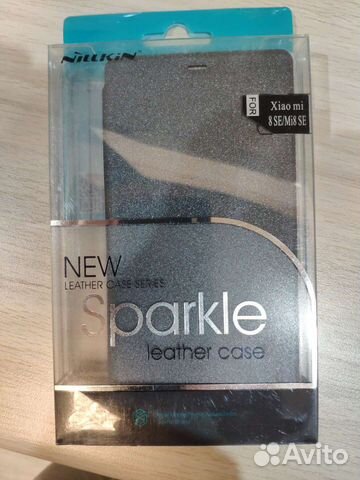 NILLKIN
FOR
Xiao mi
8 SE/Mi8 SE
NEW
LEATHER CASE SERIES
Sparkle
leather case
Avito